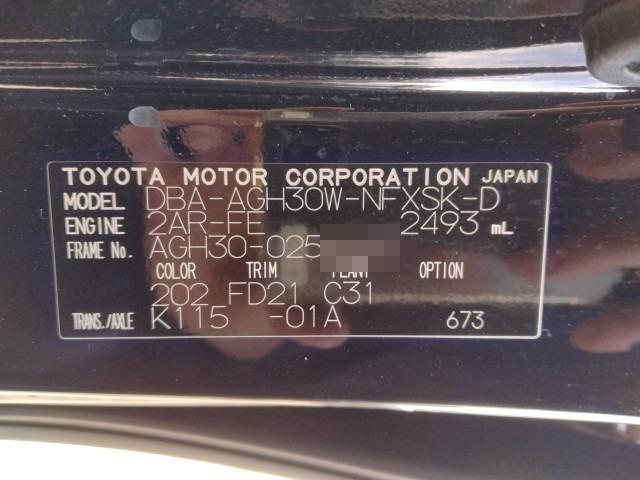 TOYOTA MOTOR CORPORATION JAPAN
MODEL DBA-AGH30W-NFXSK-D
ENGINE 2AR-FE 2493 mL
FRAME No. AGH30-025
COLOR TRIM PLANT OPTION
202 FD21 C31
TRANS./AXLE K115 -01A 673